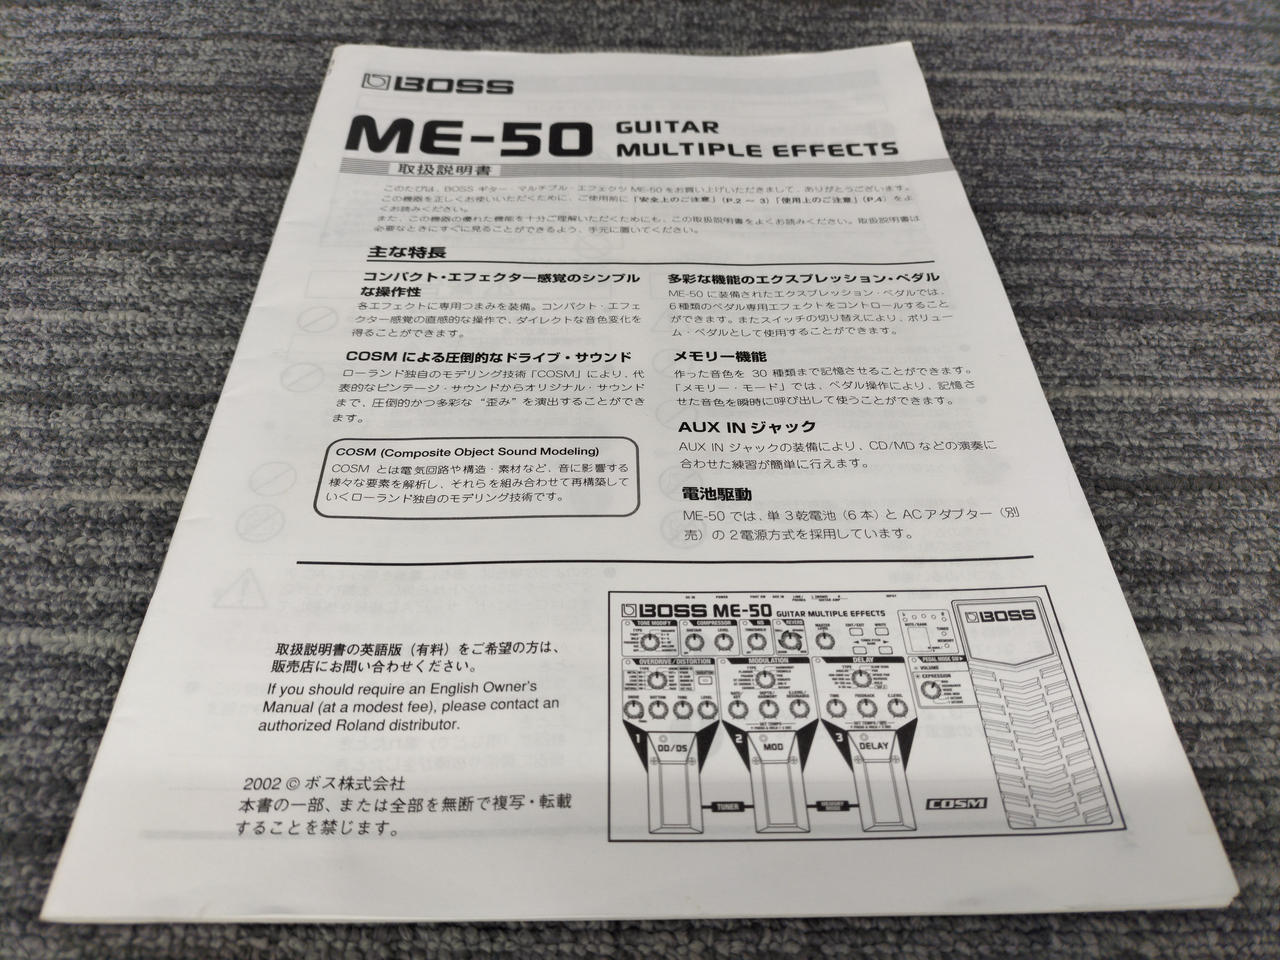 BOSS
ME-50 GUITAR
MULTIPLE EFFECTS
取扱説明書
このたびは、BOSS ギター・マルチプル・エフェクツ ME-50 をお買い上げいただきまして、ありがとうございます。
この機器を正しくお使いいただくために、ご使用前に「安全上のご注意」(P.2 〜 3)「使用上のご注意」(P.4) をよ
くお読みください。
また、この機器の優れた機能を十分ご理解いただくためにも、この取扱説明書をよくお読みください。取扱説明書は
必要なときにすぐに見ることができるよう、手元に置いてください。
主な特長
コンパクト・エフェクター感覚のシンプル
な操作性
各エフェクトに専用つまみを装備。コンパクト・エフェ
クター感覚の直感的な操作で、ダイレクトな音色変化を
得ることができます。
COSM による圧倒的なドライブ・サウンド
ローランド独自のモデリング技術「COSM」により、代
表的なビンテージ・サウンドからオリジナル・サウンド
まで、圧倒的かつ多彩な “歪み” を演出することができ
ます。
COSM (Composite Object Sound Modeling)
COSM とは電気回路や構造・素材など、音に影響する
様々な要素を解析し、それらを組み合わせて再構築して
いくローランド独自のモデリング技術です。
多彩な機能のエクスプレッション・ペダル
ME-50 に装備されたエクスプレッション・ペダルでは、
6種類のペダル専用エフェクトをコントロールすること
ができます。またスイッチの切り替えにより、ボリュー
ム・ペダルとして使用することができます。
メモリー機能
作った音色を 30 種類まで記憶させることができます。
「メモリー・モード」では、ペダル操作により、記憶さ
せた音色を瞬時に呼び出して使うことができます。
AUX IN ジャック
AUX IN ジャックの装備により、CD/MD などの演奏に
合わせた練習が簡単に行えます。
電池駆動
ME-50 では、単 3 乾電池（6 本）と AC アダプター（別
売）の 2 電源方式を採用しています。
取扱説明書の英語版（有料）をご希望の方は、
販売店にお問い合わせください。
If you should require an English Owner's
Manual (at a modest fee), please contact an
authorized Roland distributor.
2002 © ボス株式会社
本書の一部、または全部を無断で複写・転載
することを禁じます。
BOSS ME-50 GUITAR MULTIPLE EFFECTS
TONE MODIFY COMPRESSOR NS REVERB
MASTER
LEVEL
EDIT/EXIT WRITE
OVERDRIVE / DISTORTION MODULATION DELAY
PEDAL MODE SW
VOLUME
EXPRESSION
DRIVE BOTTOM TONE LEVEL
FEEDBACK E.LEVEL
1 OD/DS 2 MOD 3 DELAY
TUNER
MEMORY
COSM
BOSS